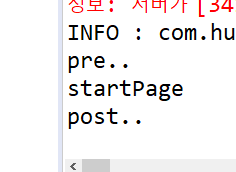 정보: 서버가 [34
INFO : com.hu
pre..
startPage
post..